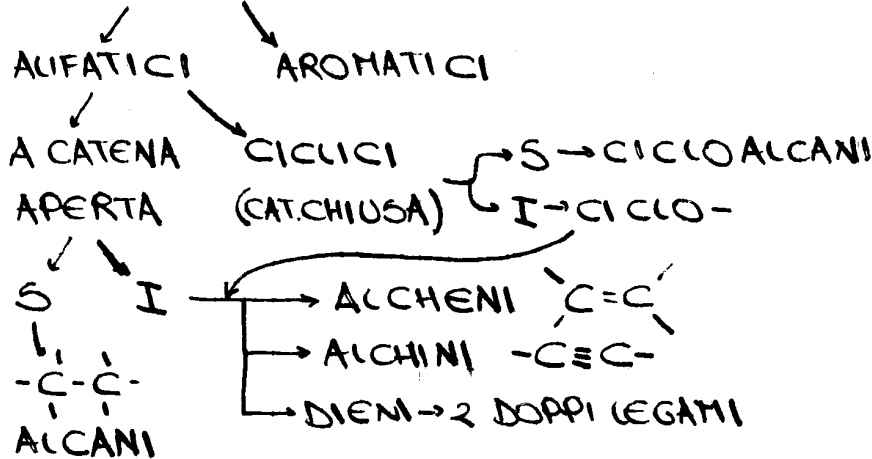 ALIFATICI AROMATICI
A CATENA CICLICI S → CICLOALCANI
APERTA (CAT.CHIUSA) I → CICLO-
S I → ALCHENI C=C
→ ALCHINI -C≡C-
-C-C-
→ DIENI → 2 DOPPI LEGAMI
ALCANI